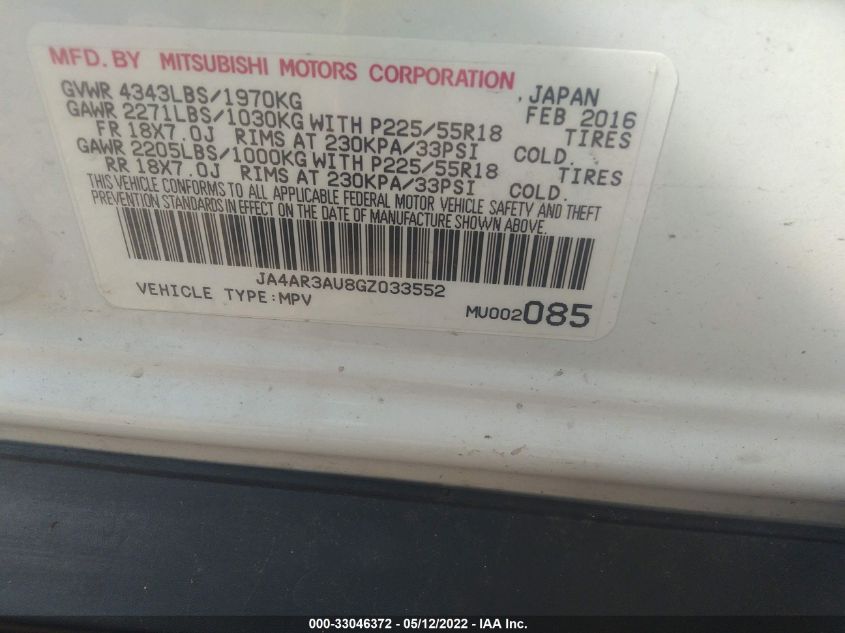 MFD. BY MITSUBISHI MOTORS CORPORATION
GVWR 4343LBS/1970KG , JAPAN
GAWR 2271LBS/1030KG WITH P225/55R18 FEB 2016
FR 18X7.0J RIMS AT 230KPA/33PSI TIRES
GAWR 2205LBS/1000KG WITH P225/55R18 COLD.
RR 18X7.0J RIMS AT 230KPA/33PSI TIRES
COLD.
THIS VEHICLE CONFORMS TO ALL APPLICABLE FEDERAL MOTOR VEHICLE SAFETY AND THEFT
PREVENTION STANDARDS IN EFFECT ON THE DATE OF MANUFACTURE SHOWN ABOVE.
JA4AR3AU8GZ033552
VEHICLE TYPE:MPV MU002085
000-33046372 - 05/12/2022 - IAA Inc.